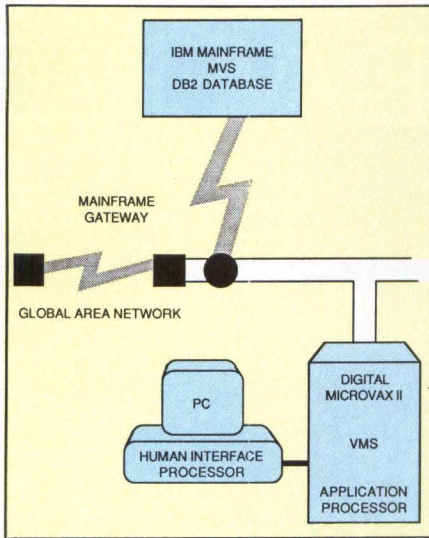 IBM MAINFRAME
MVS
DB2 DATABASE
MAINFRAME
GATEWAY
GLOBAL AREA NETWORK
PC
HUMAN INTERFACE
PROCESSOR
DIGITAL
MICROVAX II
VMS
APPLICATION
PROCESSOR